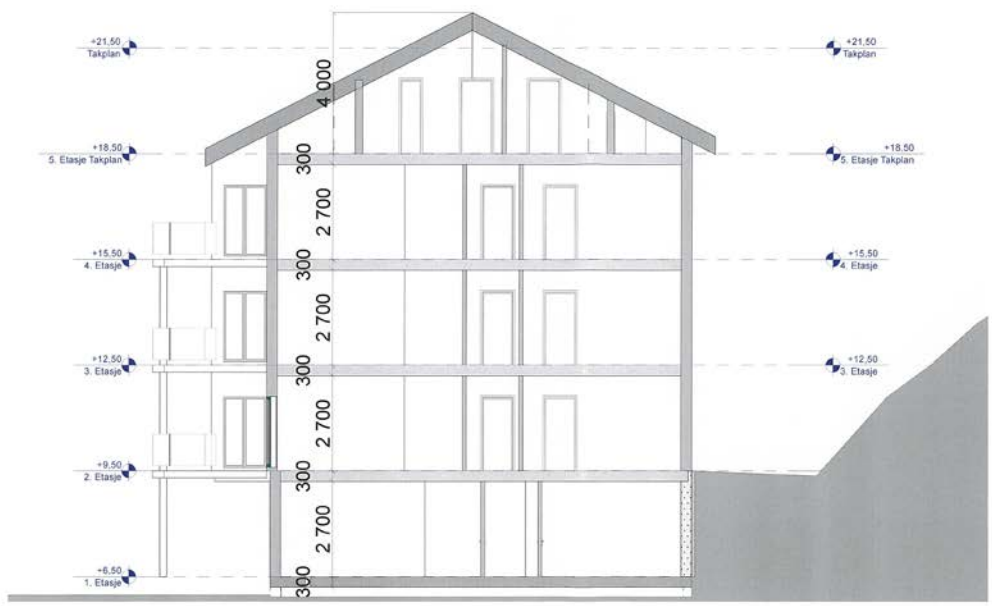 +21,50
Takplan
+21,50
Takplan
4 000
+18,50
5. Etasje Takplan
300
+18.50
5. Etasje Takplan
2 700
+15,50
4. Etasje
300
+15,50
4. Etasje
2 700
+12,50
3. Etasje
300
+12,50
3. Etasje
2 700
+9,50
2. Etasje
300
2 700
+6,50
1. Etasje
300